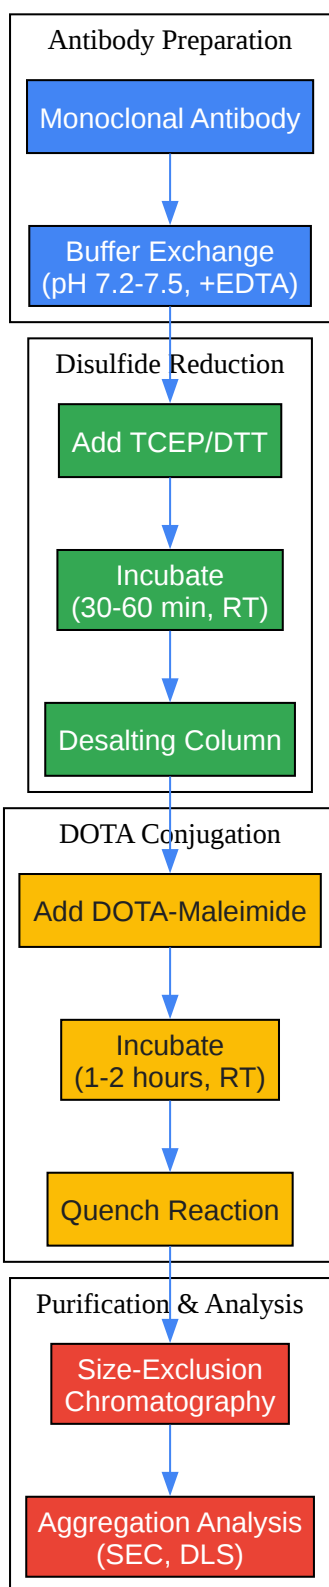 Antibody Preparation
Monoclonal Antibody
Buffer Exchange
(pH 7.2-7.5, +EDTA)
Disulfide Reduction
Add TCEP/DTT
Incubate
(30-60 min, RT)
Desalting Column
DOTA Conjugation
Add DOTA-Maleimide
Incubate
(1-2 hours, RT)
Quench Reaction
Purification & Analysis
Size-Exclusion
Chromatography
Aggregation Analysis
(SEC, DLS)